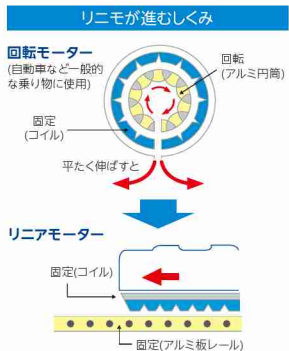 リニモが進むしくみ
回転モーター
(自動車など一般的
な乗り物に使用)
回転
(アルミ円筒)
固定
(コイル)
平たく伸ばすと
リニアモーター
固定(コイル)
固定(アルミ板レール)